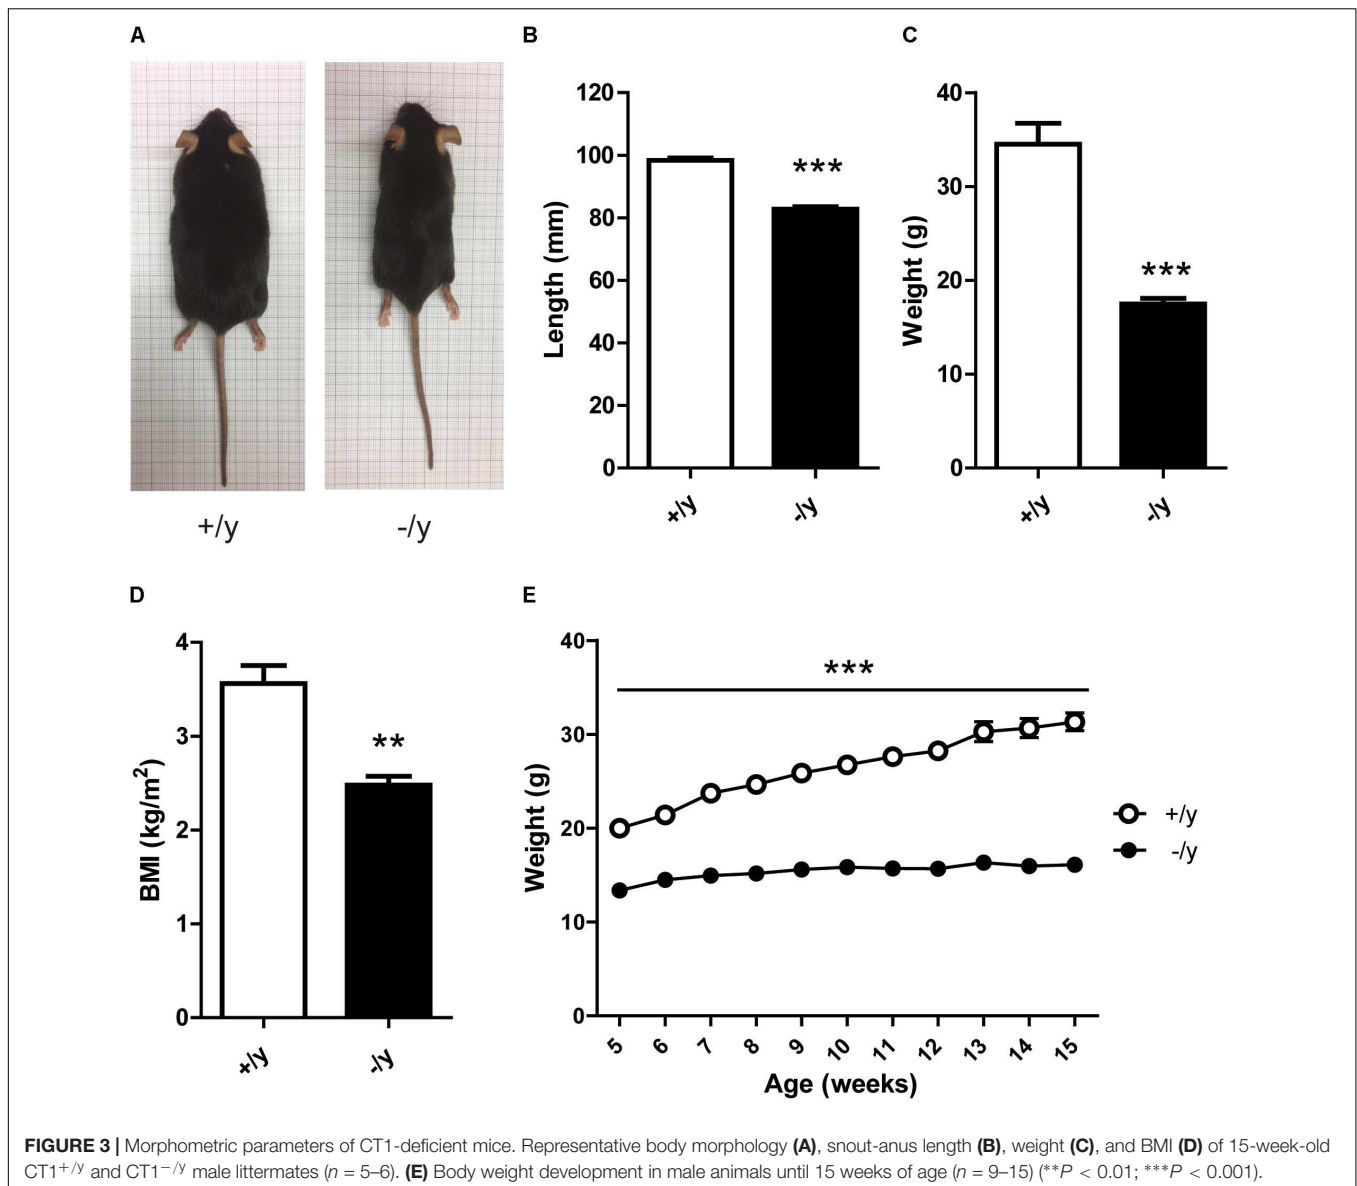 A
+/y
-/y
B
120
100
80
60
40
20
0
Length (mm)
***
+/y
-/y
C
40
30
20
10
0
Weight (g)
***
+/y
-/y
D
4
3
2
1
0
BMI (kg/m²)
**
+/y
-/y
E
40
30
20
10
0
Weight (g)
***
+/y
-/y
5 6 7 8 9 10 11 12 13 14 15
Age (weeks)
FIGURE 3 | Morphometric parameters of CT1-deficient mice. Representative body morphology (A), snout-anus length (B), weight (C), and BMI (D) of 15-week-old
CT1⁺/ʸ and CT1⁻/ʸ male littermates (n = 5–6). (E) Body weight development in male animals until 15 weeks of age (n = 9–15) (**P < 0.01; ***P < 0.001).